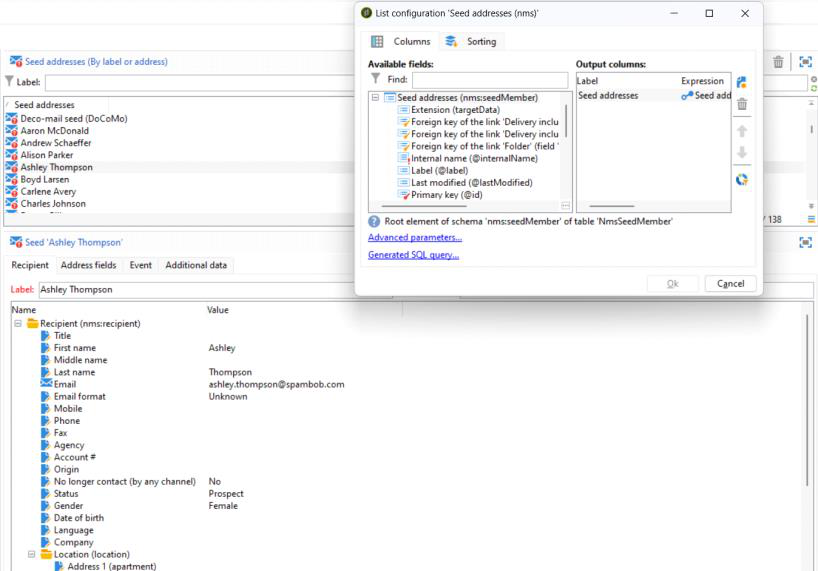 List configuration 'Seed addresses (nms)'
Columns
Sorting
Available fields:
Find:
Seed addresses (nms:seedMember)
Extension (targetData)
Foreign key of the link 'Delivery inclu
Foreign key of the link 'Delivery inclu
Foreign key of the link 'Folder' (field '
Internal name (@internalName)
Label (@label)
Last modified (@lastModified)
Primary key (@id)
Output columns:
Label Expression
Seed addresses Seed add
Root element of schema 'nms:seedMember' of table 'NmsSeedMember'
Advanced parameters...
Generated SQL query...
Ok
Cancel
Seed addresses (By label or address)
Label:
Seed addresses
Deco-mail seed (DoCoMo)
Aaron McDonald
Andrew Schaeffer
Alison Parker
Ashley Thompson
Boyd Larsen
Carlene Avery
Charles Johnson
/ 138
Seed 'Ashley Thompson'
Recipient Address fields Event Additional data
Label: Ashley Thompson
Name Value
Recipient (nms:recipient)
Title
First name Ashley
Middle name
Last name Thompson
Email ashley.thompson@spambob.com
Email format Unknown
Mobile
Phone
Fax
Agency
Account #
Origin
No longer contact (by any channel) No
Status Prospect
Gender Female
Date of birth
Language
Company
Location (location)
Address 1 (apartment)